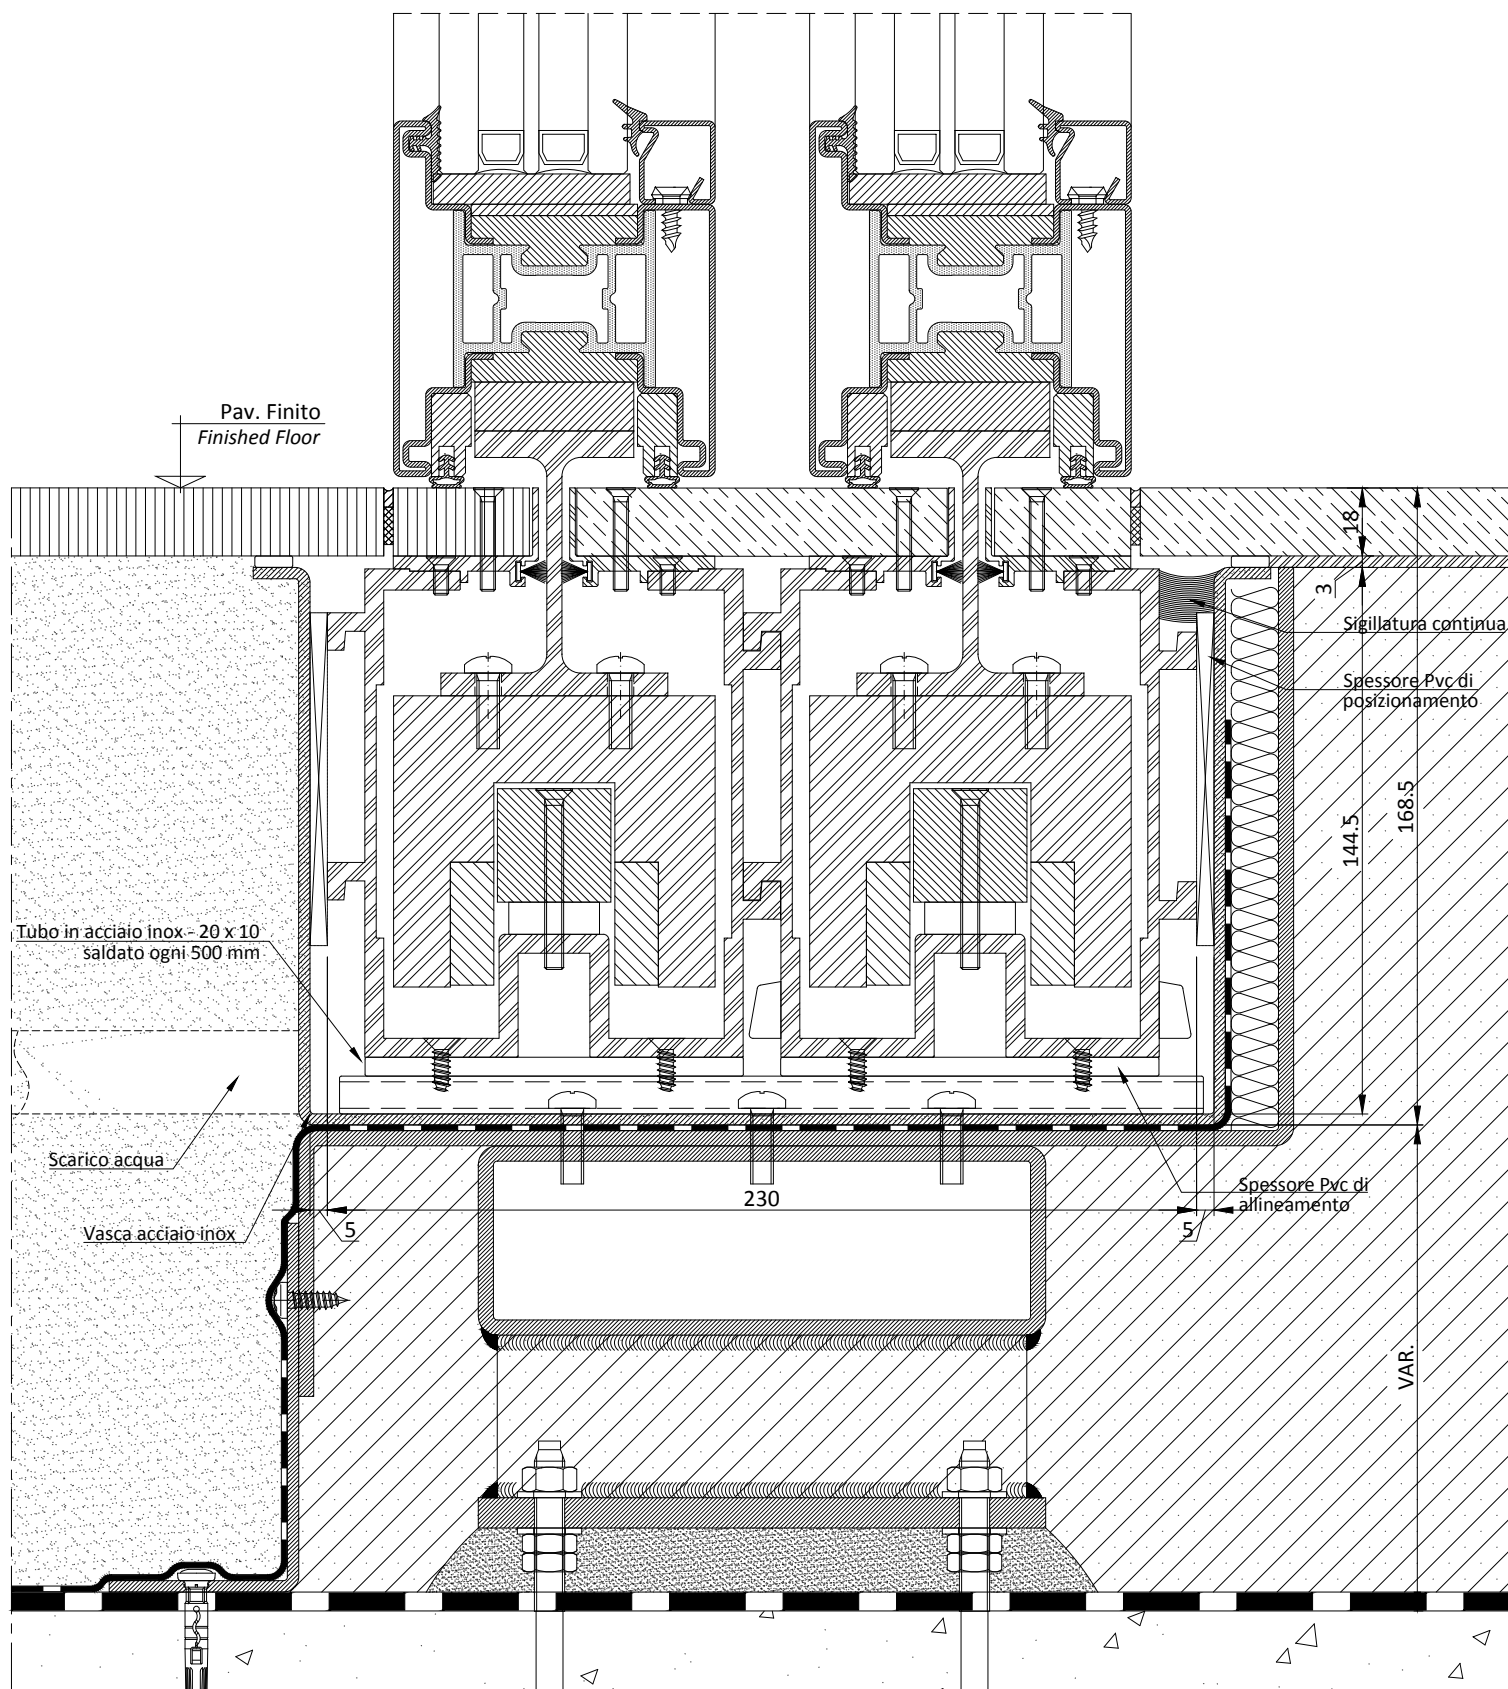 Pav. Finito
Finished Floor
18
3
Sigillatura continua
Spessore Pvc di
posizionamento
168.5
144.5
Tubo in acciaio inox - 20 x 10
saldato ogni 500 mm
Scarico acqua
Vasca acciaio inox
5
230
5
Spessore Pvc di
allineamento
VAR.